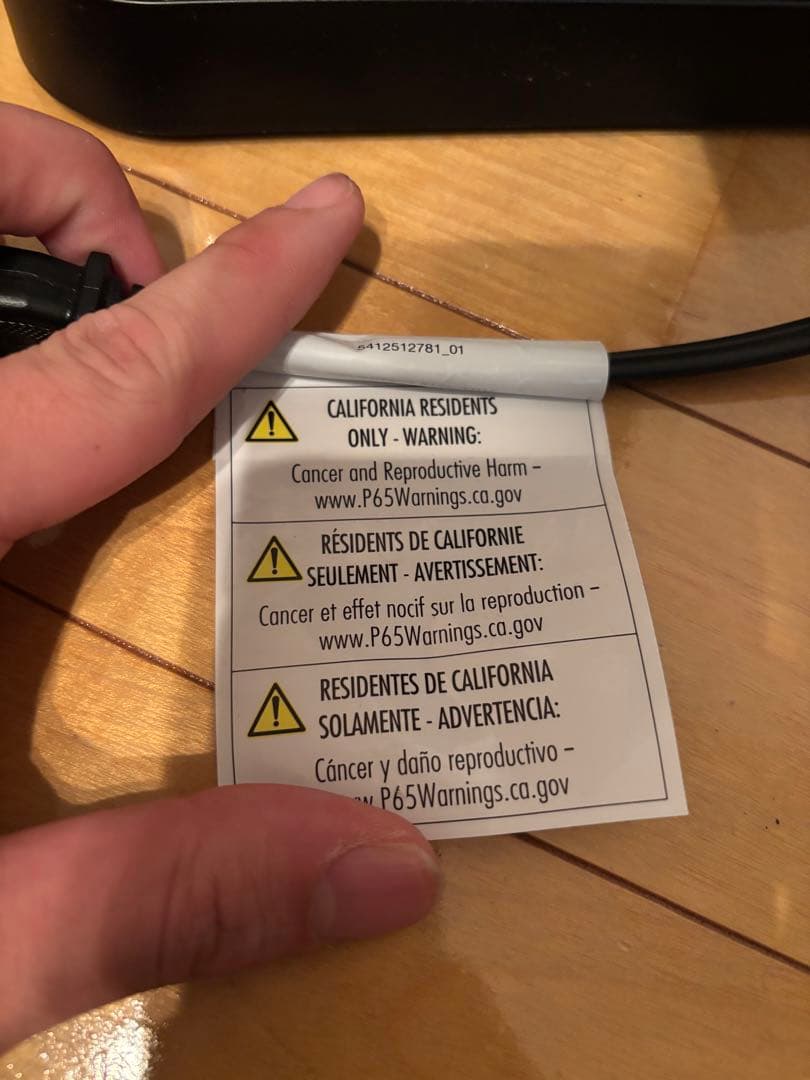 5412512781_01
CALIFORNIA RESIDENTS
ONLY - WARNING:
Cancer and Reproductive Harm –
www.P65Warnings.ca.gov
RÉSIDENTS DE CALIFORNIE
SEULEMENT - AVERTISSEMENT:
Cancer et effet nocif sur la reproduction –
www.P65Warnings.ca.gov
RESIDENTES DE CALIFORNIA
SOLAMENTE - ADVERTENCIA:
Cáncer y daño reproductivo –
P65Warnings.ca.gov